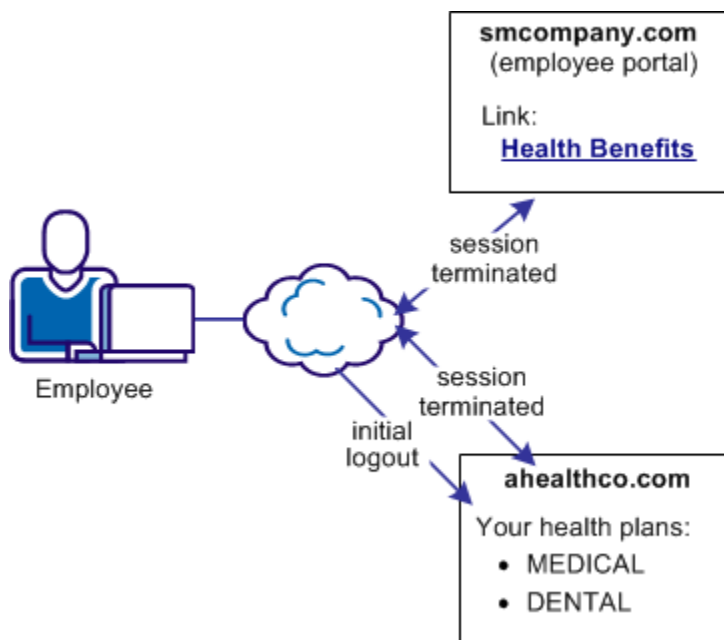 smcompany.com
(employee portal)
Link:
Health Benefits
session
terminated
Employee
session
terminated
initial
logout
ahealthco.com
Your health plans:
• MEDICAL
• DENTAL